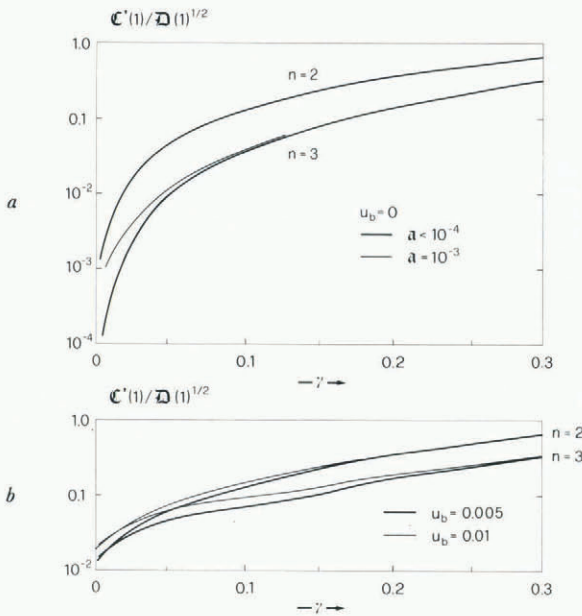 ℭ'(1)/𝔇(1)^1/2
1.0
n = 2
0.1
n = 3
a
10^-2
u_b = 0
𝔞 < 10^-4
𝔞 = 10^-3
10^-3
10^-4
0
0.1
0.2
0.3
— γ →
ℭ'(1)/𝔇(1)^1/2
1.0
n = 2
n = 3
b
0.1
u_b = 0.005
u_b = 0.01
10^-2
0
0.1
0.2
0.3
— γ →